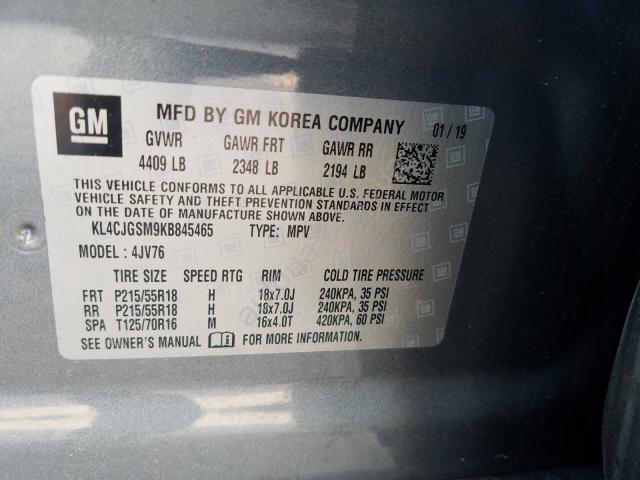 GM MFD BY GM KOREA COMPANY 01/19
GVWR GAWR FRT GAWR RR
4409 LB 2348 LB 2194 LB
THIS VEHICLE CONFORMS TO ALL APPLICABLE U.S. FEDERAL MOTOR
VEHICLE SAFETY AND THEFT PREVENTION STANDARDS IN EFFECT ON
THE DATE OF MANUFACTURE SHOWN ABOVE.
KL4CJGSM9KB845465 TYPE: MPV
MODEL: 4JV76
TIRE SIZE SPEED RTG RIM COLD TIRE PRESSURE
FRT P215/55R18 H 18x7.0J 240KPA, 35 PSI
RR P215/55R18 H 18x7.0J 240KPA, 35 PSI
SPA T125/70R16 M 16x4.0T 420KPA, 60 PSI
SEE OWNER'S MANUAL FOR MORE INFORMATION.